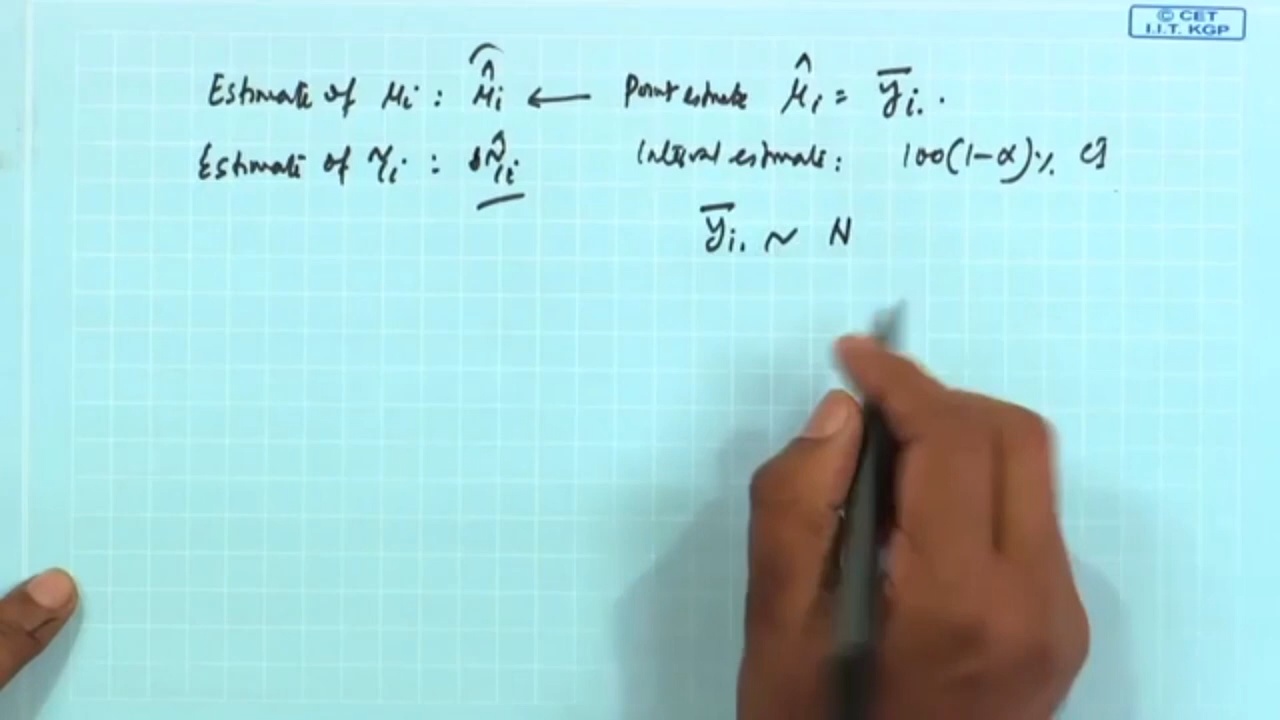 © CET
I.I.T. KGP
Estimate of μi : μ̂i ← Point estimate μ̂i = ȳi.
Estimate of τi : τ̂i Interval estimate : 100(1-α)% CI
ȳi. ~ N